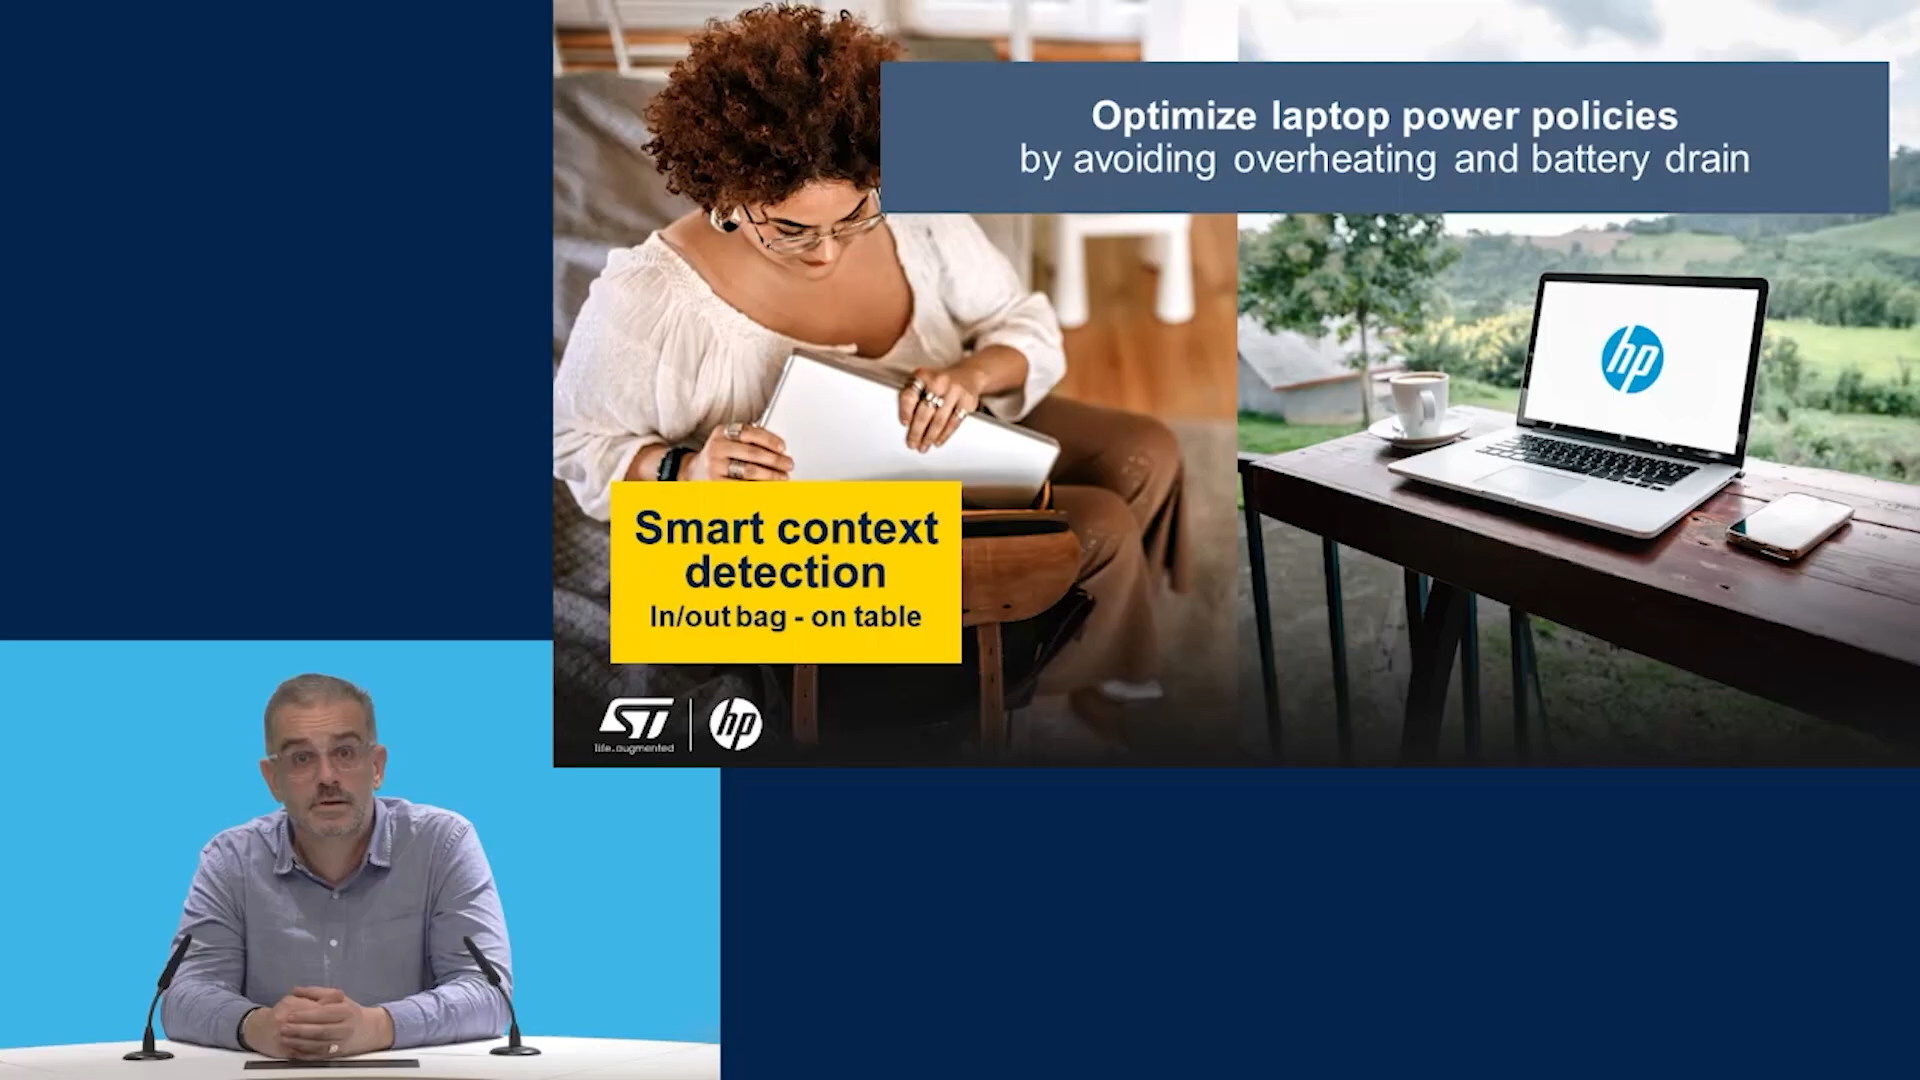 Optimize laptop power policies
by avoiding overheating and battery drain
hp
Smart context
detection
In/out bag - on table
ST
life.augmented
hp